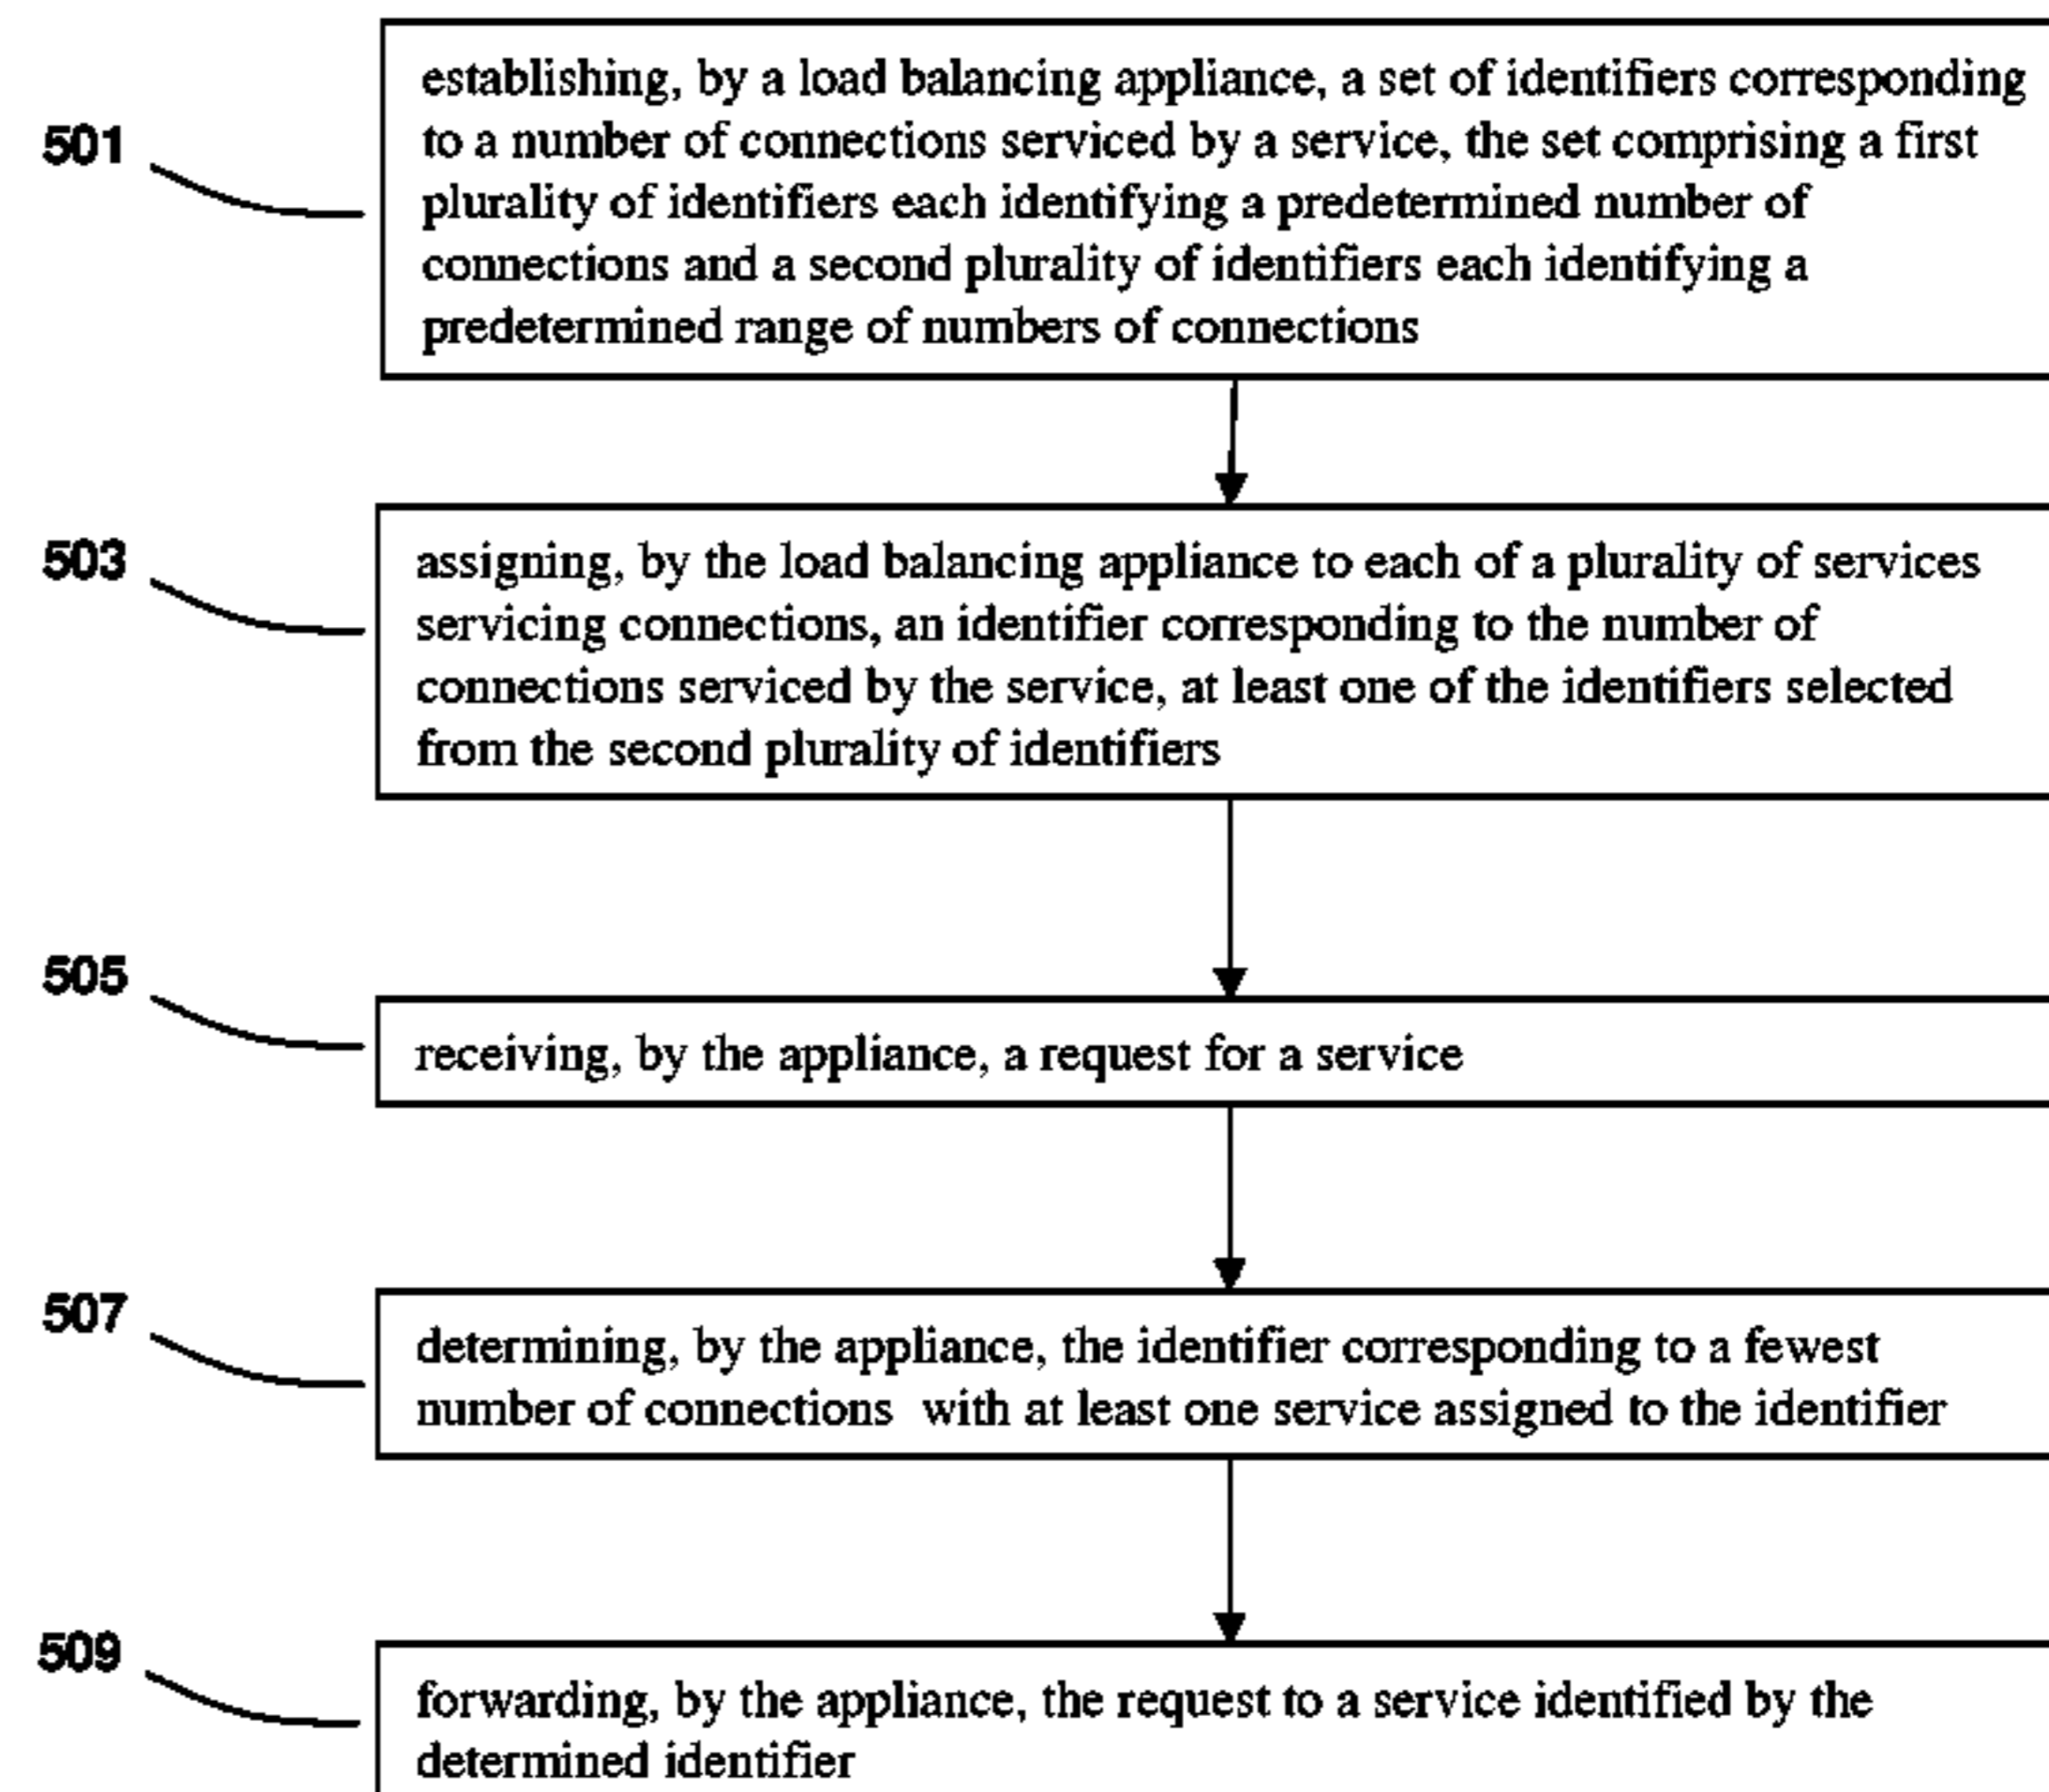 501
establishing, by a load balancing appliance, a set of identifiers corresponding
to a number of connections serviced by a service, the set comprising a first
plurality of identifiers each identifying a predetermined number of
connections and a second plurality of identifiers each identifying a
predetermined range of numbers of connections
503
assigning, by the load balancing appliance to each of a plurality of services
servicing connections, an identifier corresponding to the number of
connections serviced by the service, at least one of the identifiers selected
from the second plurality of identifiers
505
receiving, by the appliance, a request for a service
507
determining, by the appliance, the identifier corresponding to a fewest
number of connections  with at least one service assigned to the identifier
509
forwarding, by the appliance, the request to a service identified by the
determined identifier